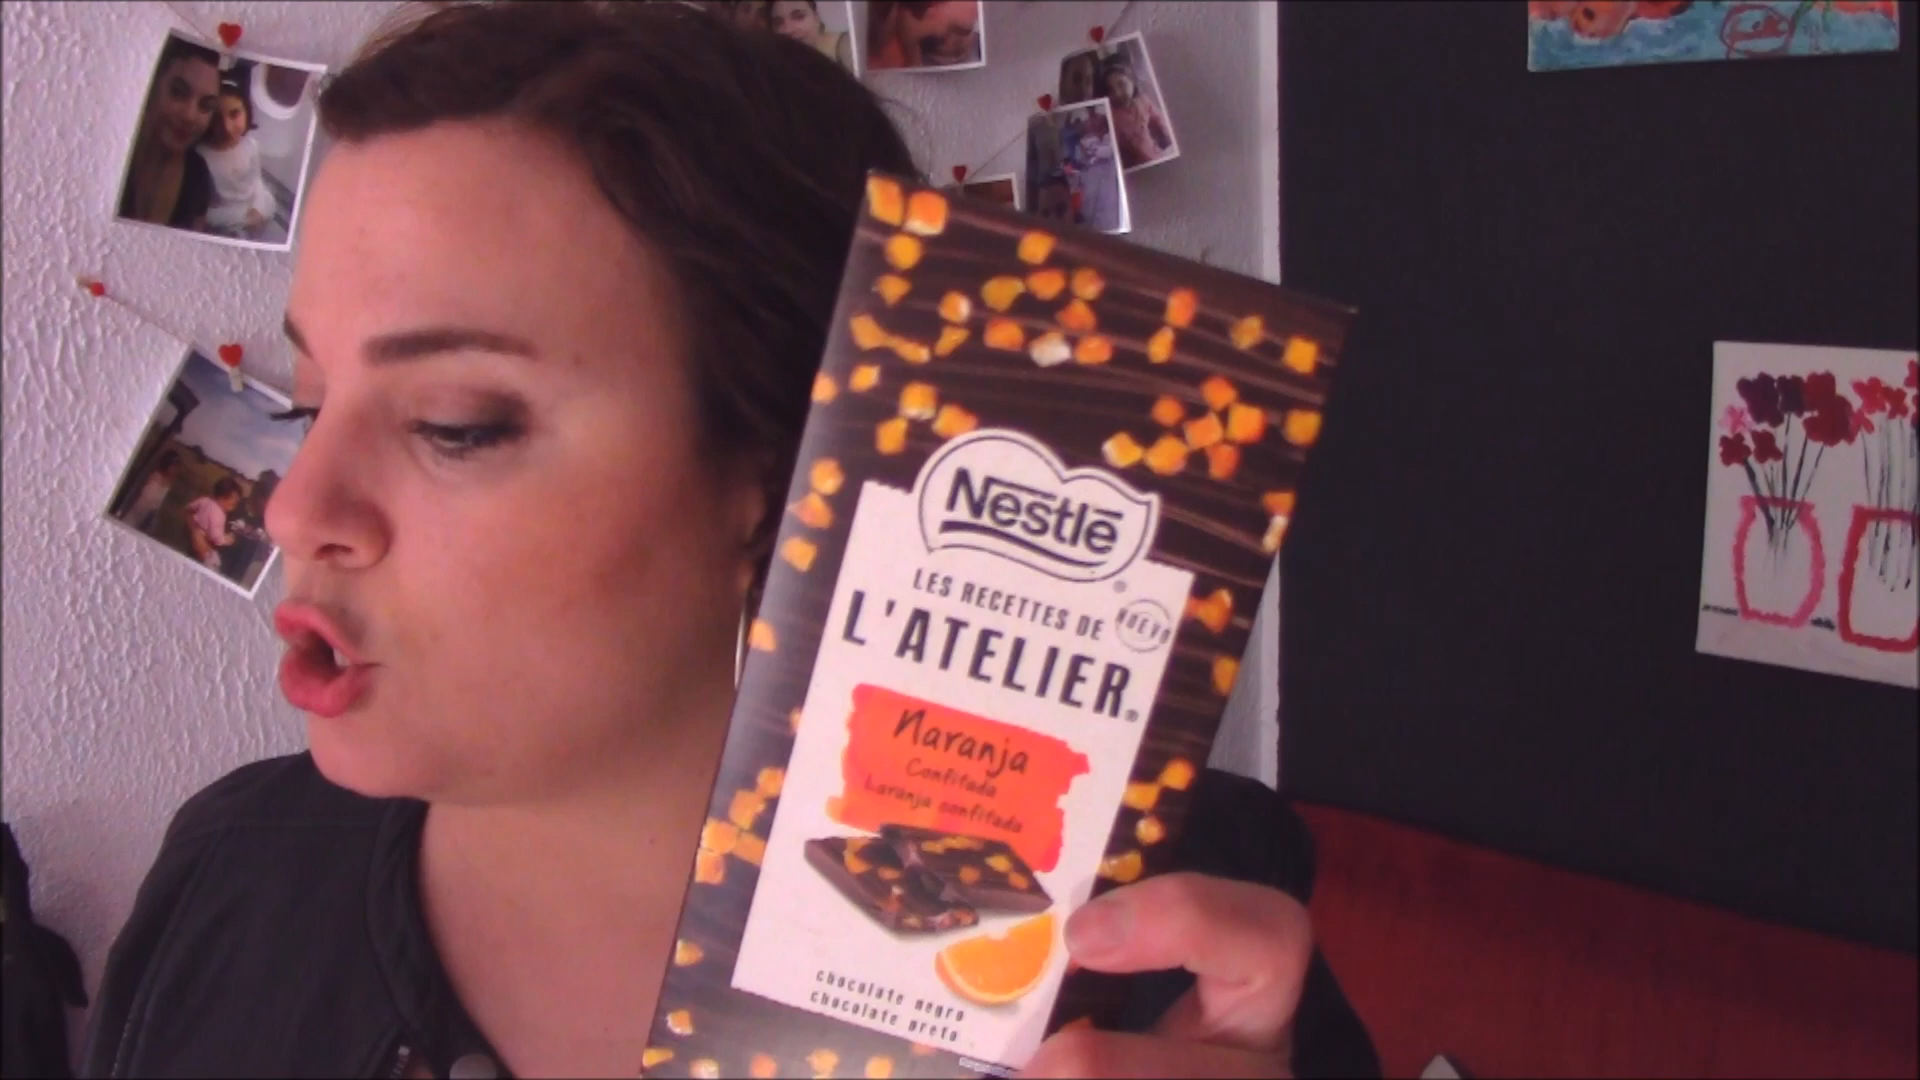 Nestlé
®
LES RECETTES DE
NUEVO
L'ATELIER®
Naranja
Confitada
Laranja confitada
chocolate negro
chocolate preto